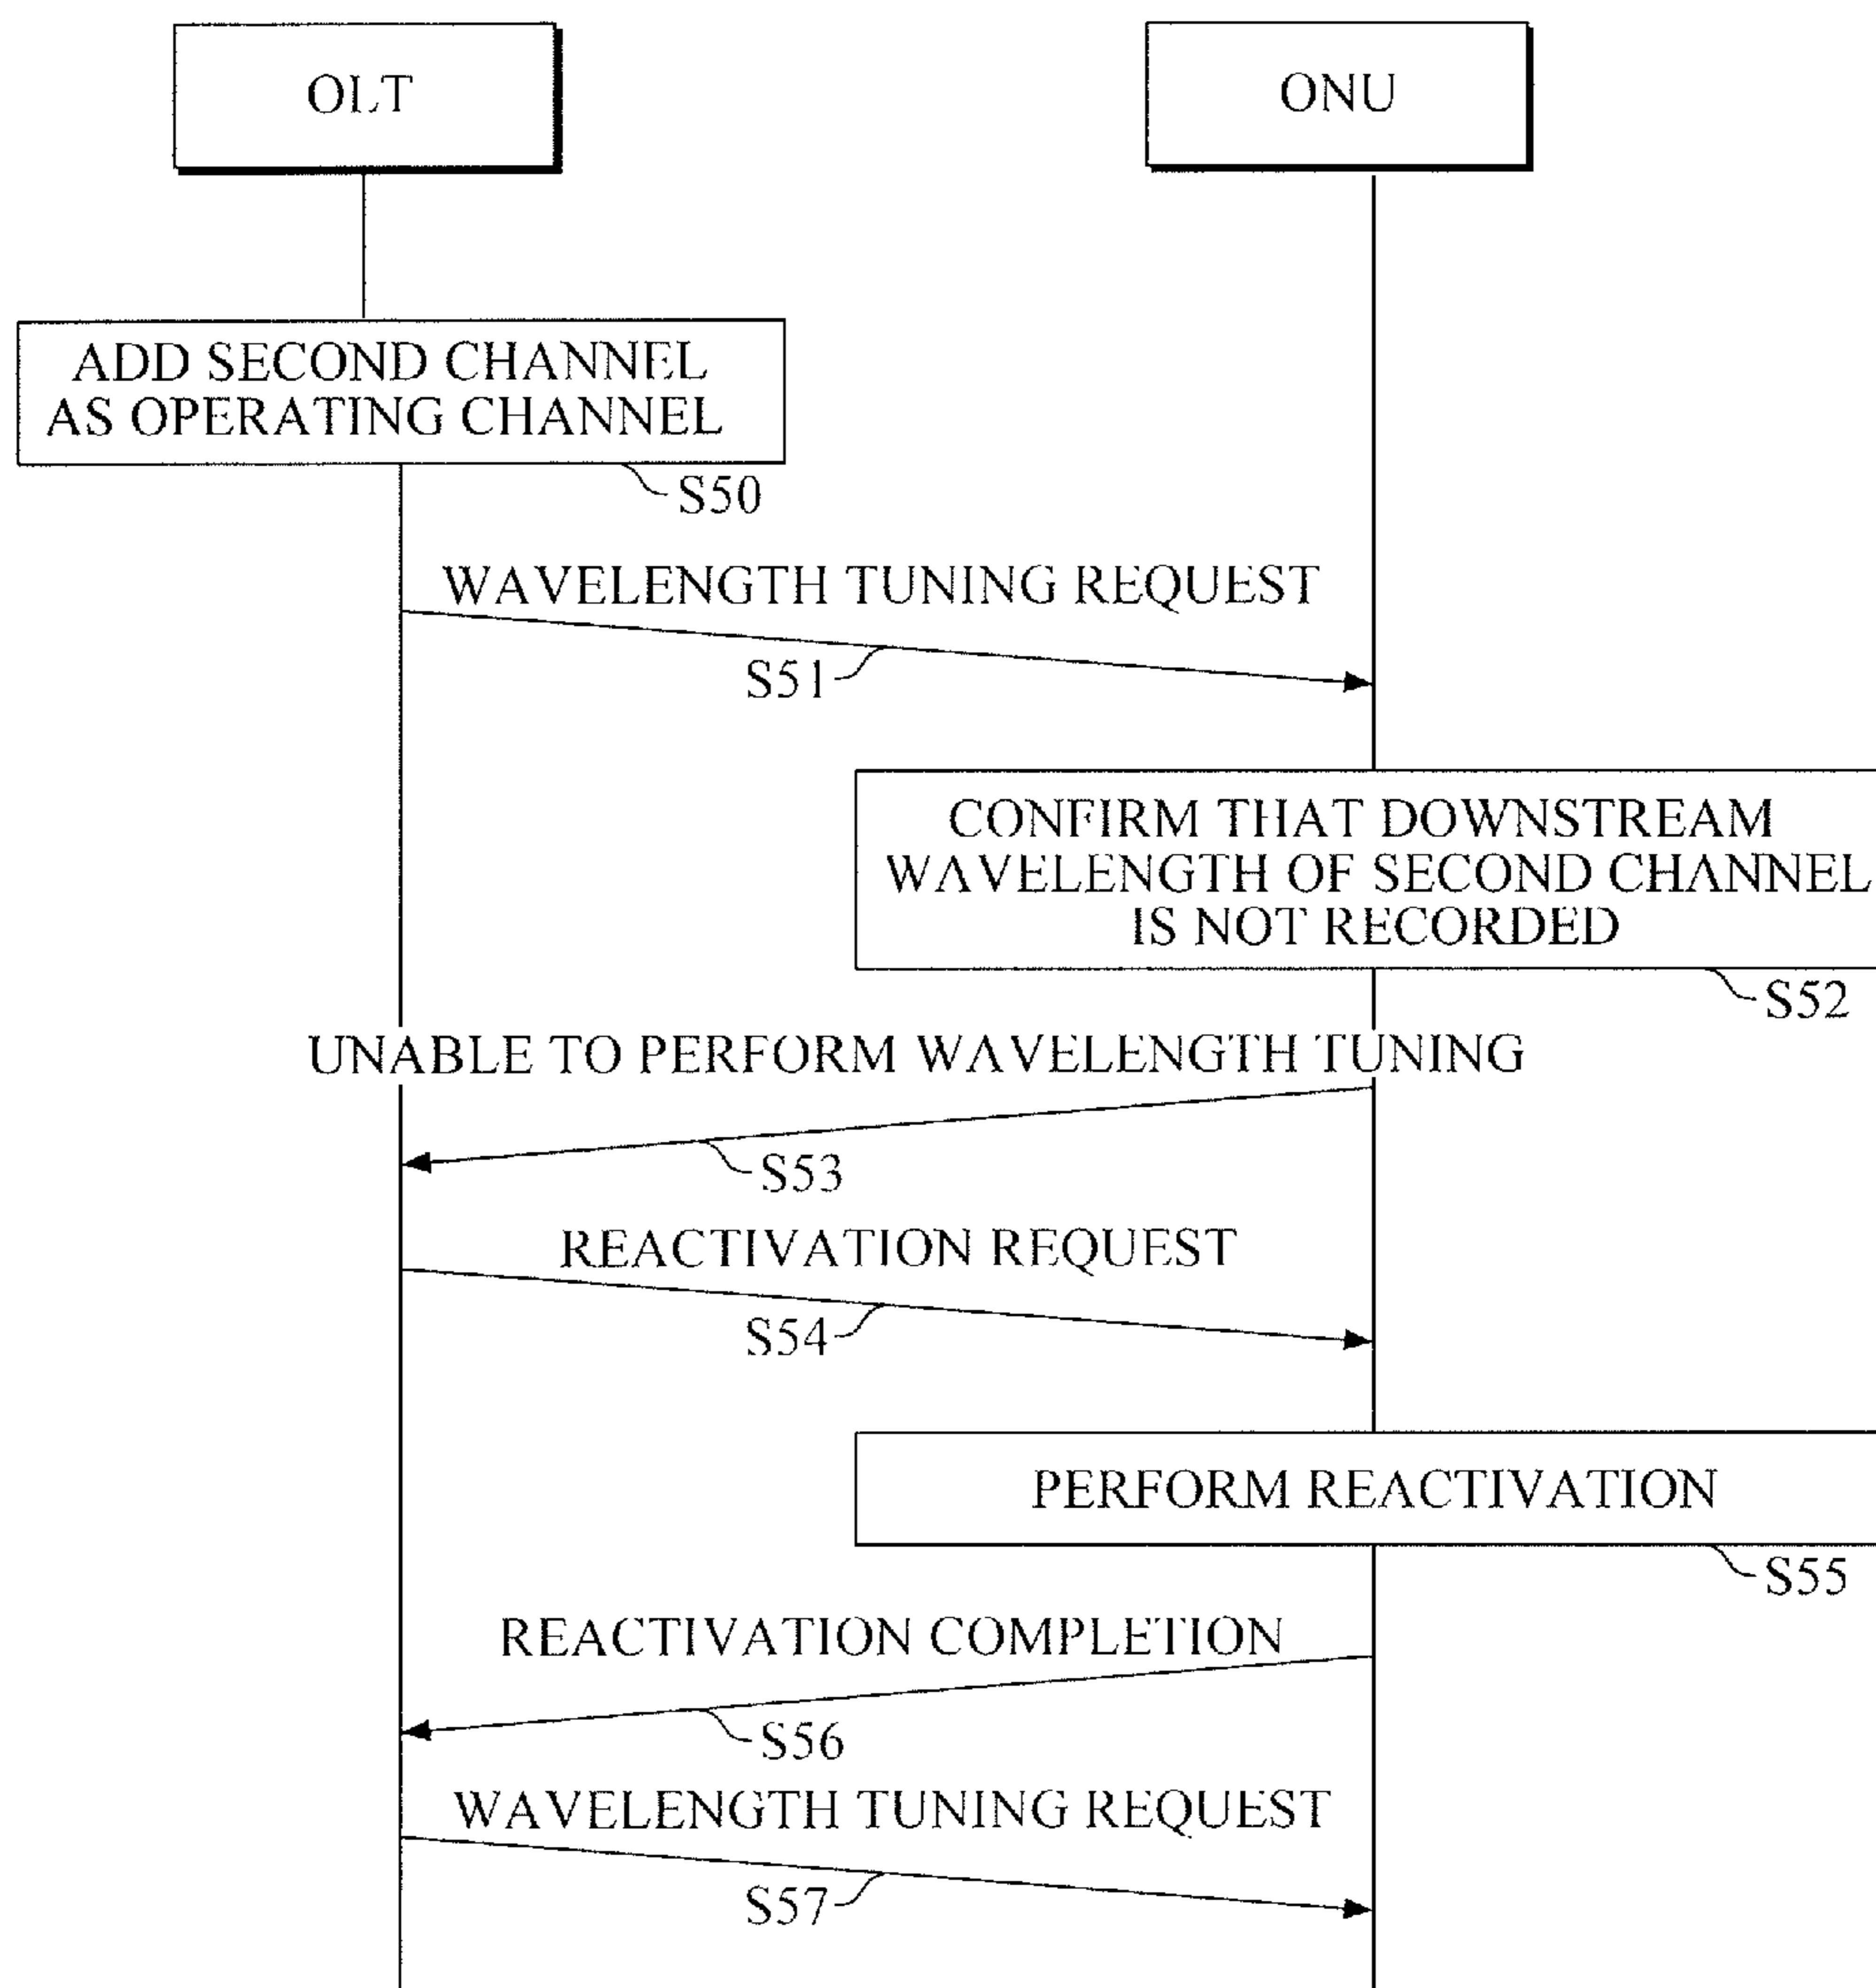 OLT
ONU
ADD SECOND CHANNEL
AS OPERATING CHANNEL
S50
WAVELENGTH TUNING REQUEST
S51
CONFIRM THAT DOWNSTREAM
WAVELENGTH OF SECOND CHANNEL
IS NOT RECORDED
S52
UNABLE TO PERFORM WAVELENGTH TUNING
S53
REACTIVATION REQUEST
S54
PERFORM REACTIVATION
S55
REACTIVATION COMPLETION
S56
WAVELENGTH TUNING REQUEST
S57